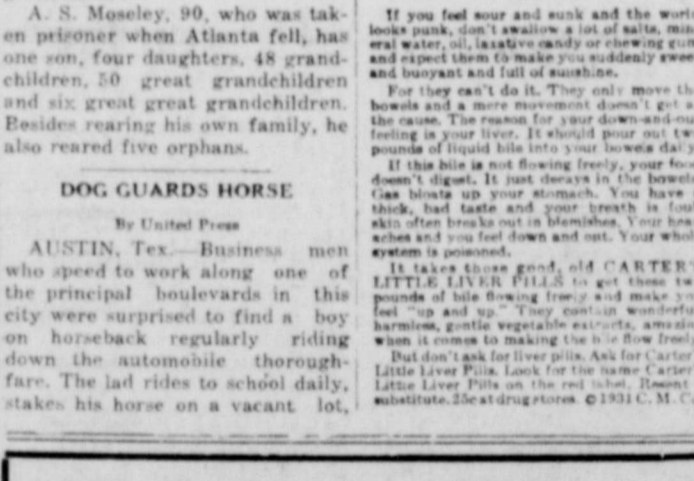 A. S. Moseley, 90, who was tak-
en prisoner when Atlanta fell, has
one son, four daughters, 48 grand-
children, 50 great grandchildren
and six great great grandchildren.
Besides rearing his own family, he
also reared five orphans.
DOG GUARDS HORSE
By United Press
AUSTIN, Tex.—Business men
who speed to work along one of
the principal boulevards in this
city were surprised to find a boy
on horseback regularly riding
down the automobile thorough-
fare. The lad rides to school daily,
stakes his horse on a vacant lot,
If you feel sour and sunk and the worl
looks punk, don't swallow a lot of salts, min
eral water, oil, laxative candy or chewing gum
and expect them to make you suddenly swee
and buoyant and full of sunshine.
For they can't do it. They only move th
bowels and a mere movement doesn't get a
the cause. The reason for your down-and-ou
feeling is your liver. It should pour out tw
pounds of liquid bile into your bowels daily
If this bile is not flowing freely, your foo
doesn't digest. It just decays in the bowels
Gas bloats up your stomach. You have
thick, bad taste and your breath is foul
skin often breaks out in blemishes. Your hea
aches and you feel down and out. Your whol
system is poisoned.
It takes those good, old CARTER'
LITTLE LIVER PILLS to get these tw
pounds of bile flowing freely and make yo
feel "up and up." They contain wonderfu
harmless, gentle vegetable extracts, amazin
when it comes to making the bile flow freely
But don't ask for liver pills. Ask for Carter'
Little Liver Pills. Look for the name Carter'
Little Liver Pills on the red label. Resent
substitute. 25c at drug stores. © 1931 C. M. C